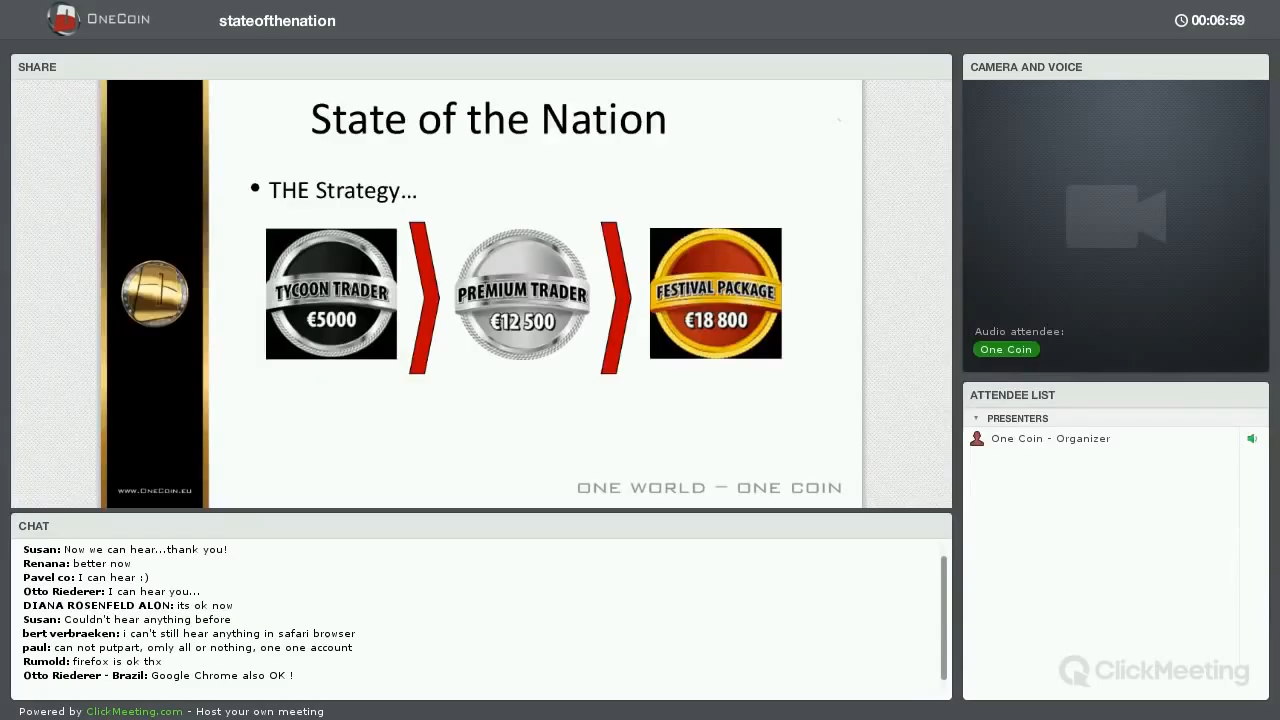 ONECOIN
stateofthenation
00:06:59
SHARE
State of the Nation
• THE Strategy...
TYCOON TRADER
€5000
PREMIUM TRADER
€12 500
FESTIVAL PACKAGE
€18 800
www.OneCoin.eu
ONE WORLD – ONE COIN
CAMERA AND VOICE
Audio attendee:
One Coin
ATTENDEE LIST
PRESENTERS
One Coin - Organizer
ClickMeeting
CHAT
Susan: Now we can hear...thank you!
Renana: better now
Pavel co: I can hear :)
Otto Riederer: I can hear you...
DIANA ROSENFELD ALON: its ok now
Susan: Couldn't hear anything before
bert verbraeken: i can't still hear anything in safari browser
paul: can not putpart, omly all or nothing, one one account
Rumold: firefox is ok thx
Otto Riederer - Brazil: Google Chrome also OK !
Powered by ClickMeeting.com - Host your own meeting